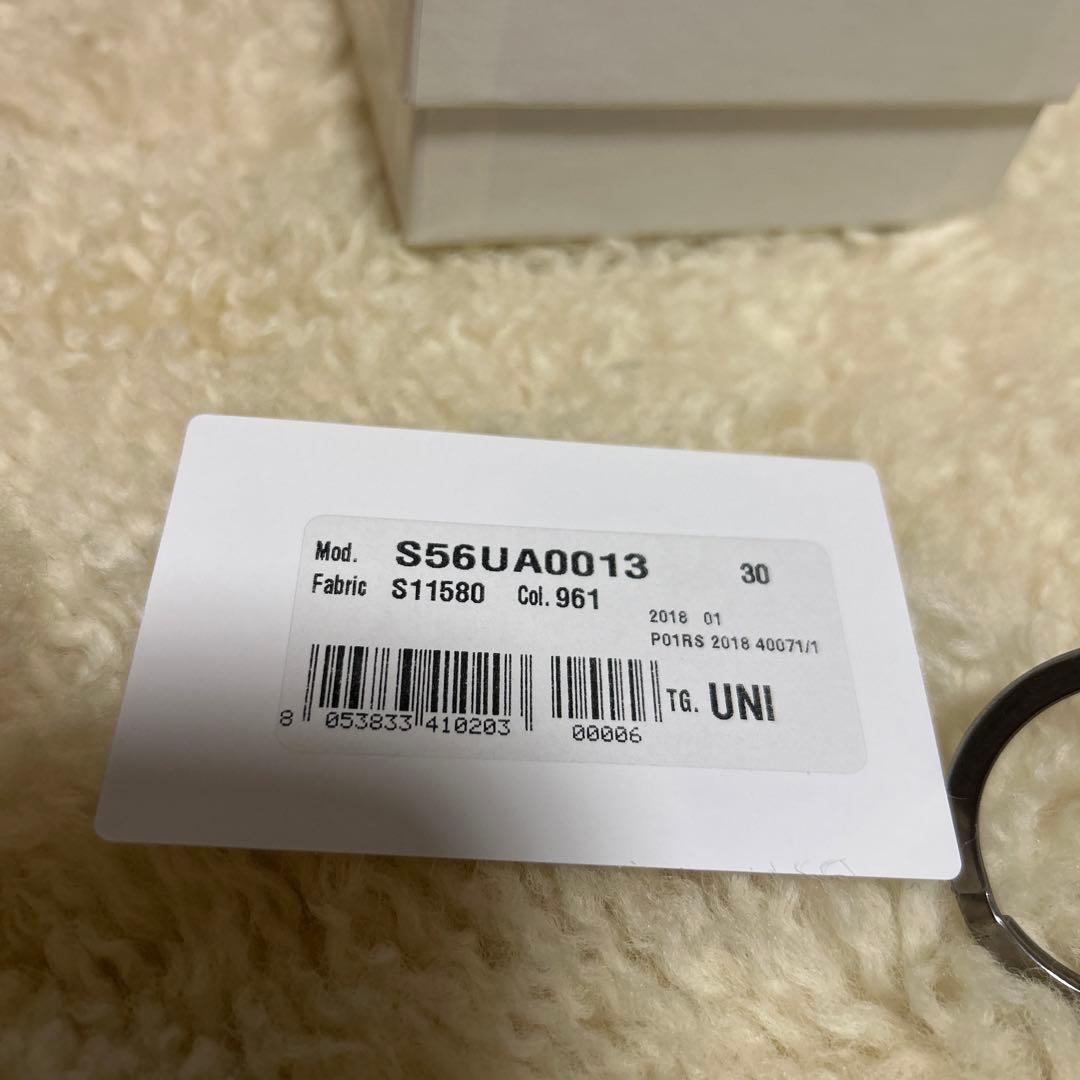 Mod. S56UA0013 30
Fabric S11580 Col. 961
2018 01
P01RS 2018 40071/1
TG. UNI
8 053833 410203 00006